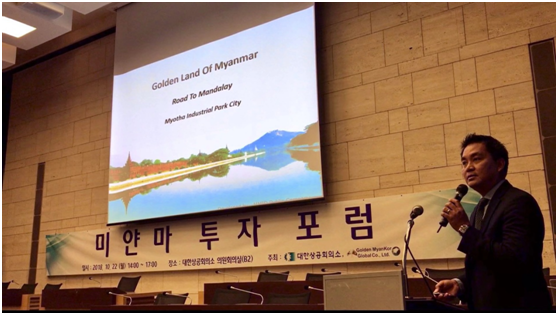 Golden Land Of Myanmar
Road To Mandalay
Myotha Industrial Park City
미얀마 투자 포럼
일시 : 2018. 10. 22 (월) 14:00 ~ 17:00 장소 : 대한상공회의소 의원회의실(B2) 주최 : 대한상공회의소.
Golden MyanKor
Global Co., Ltd.